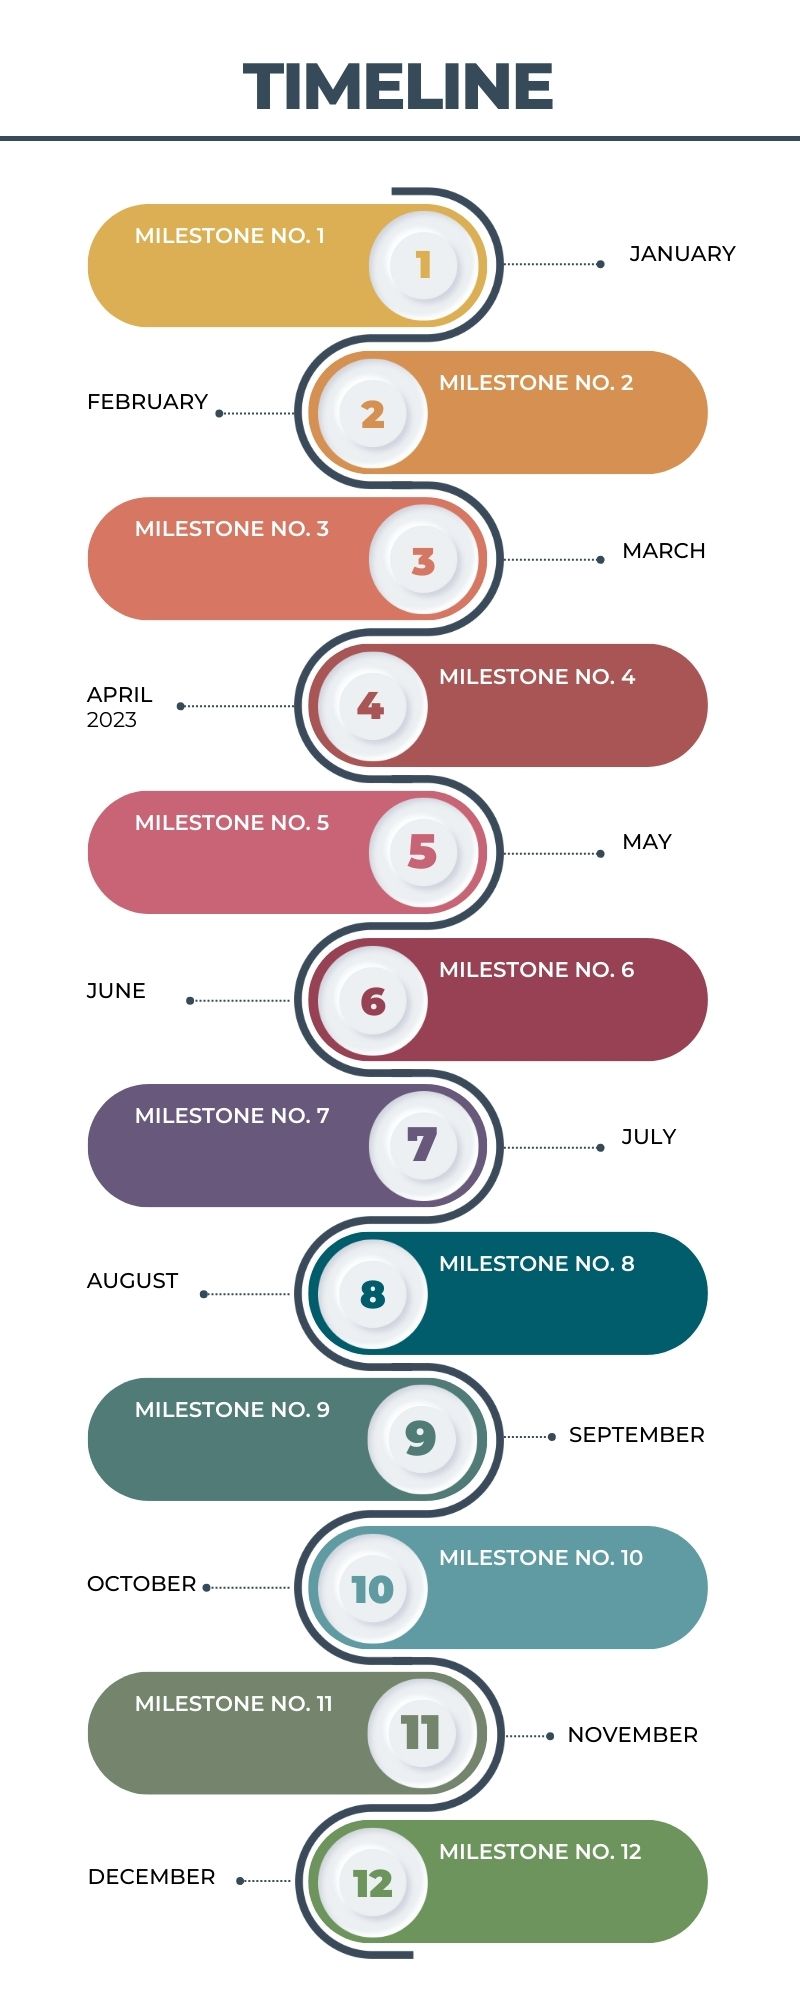 TIMELINE
MILESTONE NO. 1
1
JANUARY
MILESTONE NO. 2
2
FEBRUARY
MILESTONE NO. 3
3
MARCH
MILESTONE NO. 4
4
APRIL
2023
MILESTONE NO. 5
5
MAY
MILESTONE NO. 6
6
JUNE
MILESTONE NO. 7
7
JULY
MILESTONE NO. 8
8
AUGUST
MILESTONE NO. 9
9
SEPTEMBER
MILESTONE NO. 10
10
OCTOBER
MILESTONE NO. 11
11
NOVEMBER
MILESTONE NO. 12
12
DECEMBER